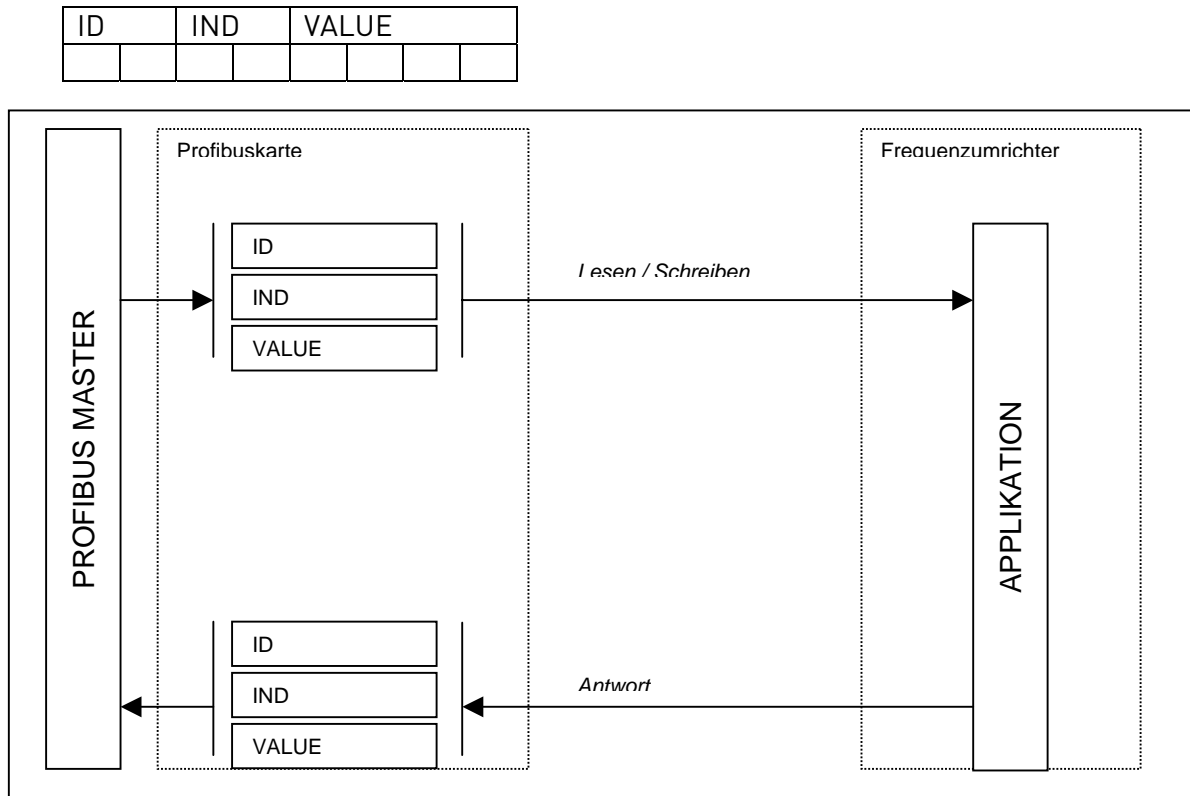 ID IND VALUE
Profibuskarte
Frequenzumrichter
ID
IND
VALUE
Lesen / Schreiben
PROFIBUS MASTER
APPLIKATION
ID
IND
VALUE
Antwort